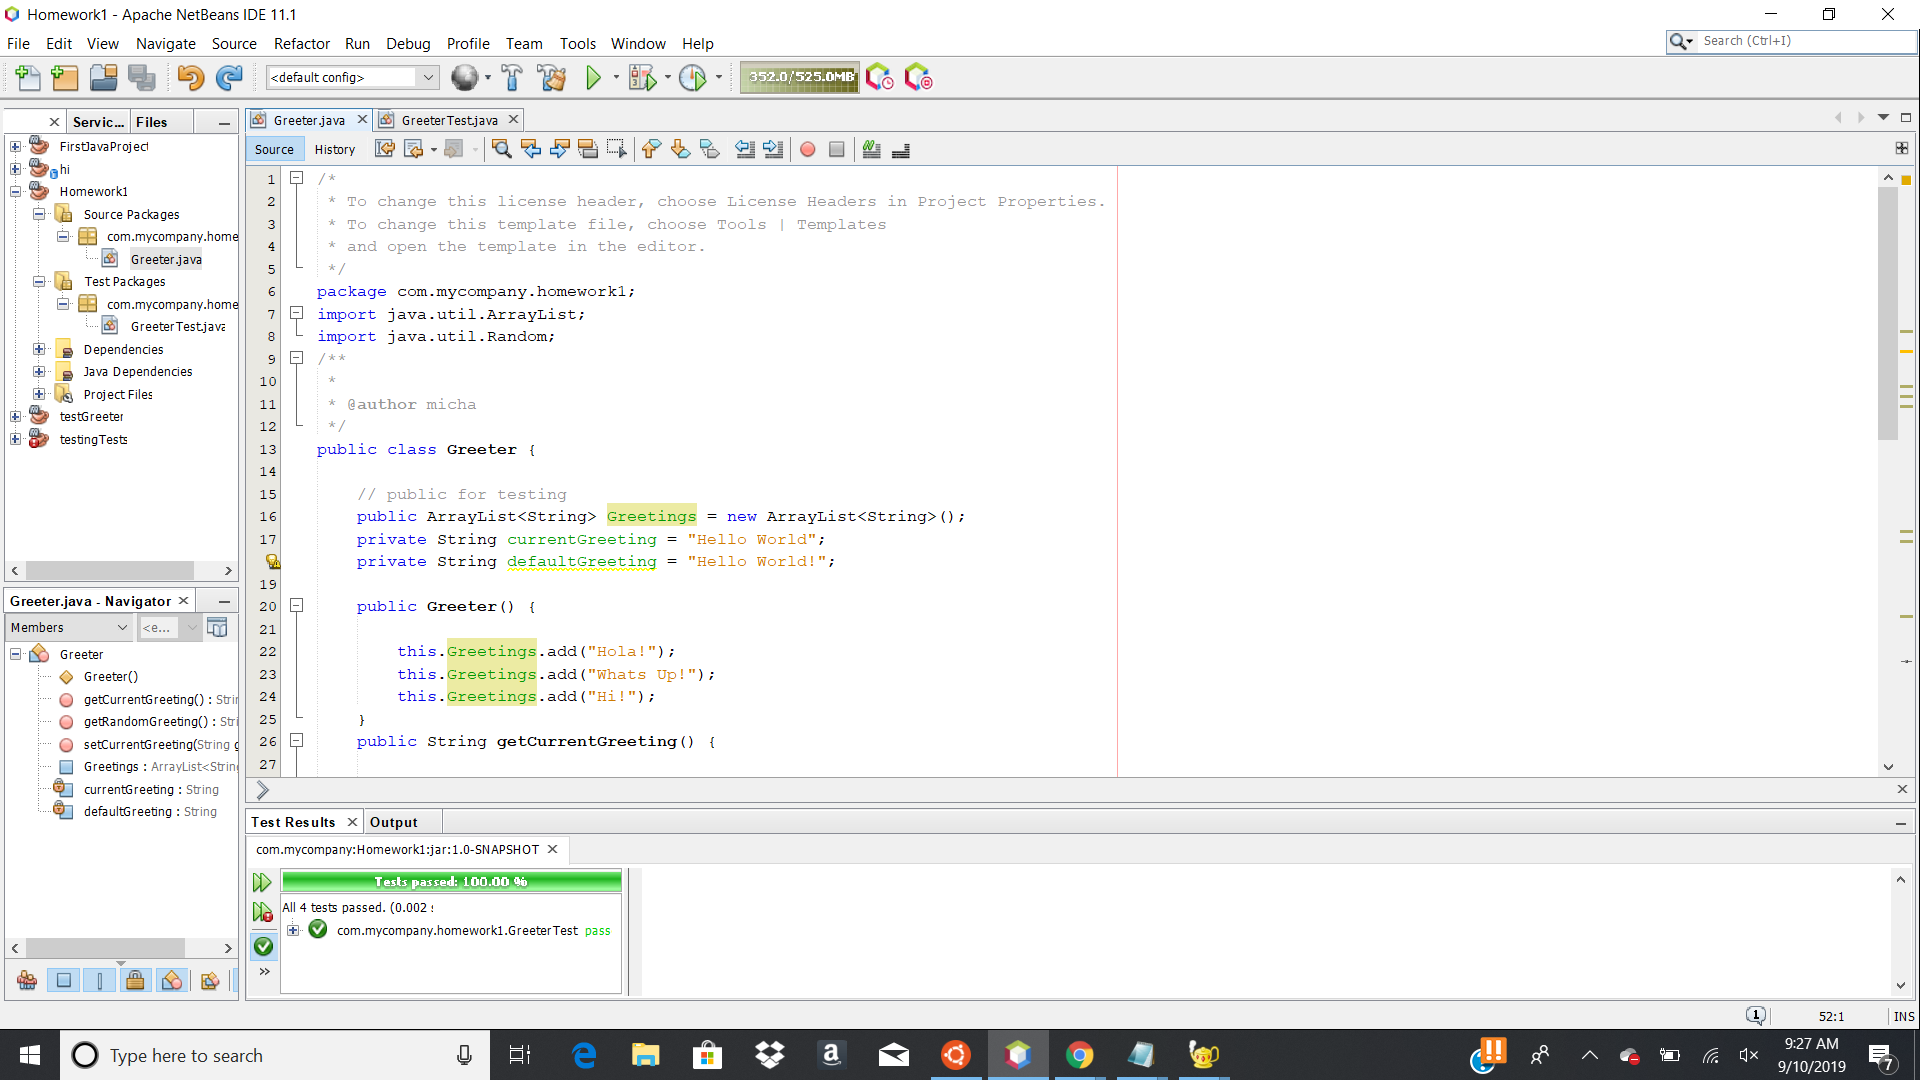 Homework1 - Apache NetBeans IDE 11.1
File Edit View Navigate Source Refactor Run Debug Profile Team Tools Window Help
Search (Ctrl+I)
<default config>
352.0/525.0MB
Servic... Files
FirstJavaProject
hi
Homework1
Source Packages
com.mycompany.home
Greeter.java
Test Packages
com.mycompany.home
GreeterTest.java
Dependencies
Java Dependencies
Project Files
testGreeter
testingTests
Greeter.java - Navigator
Members <e...
Greeter
Greeter()
getCurrentGreeting() : Strin
getRandomGreeting() : Stri
setCurrentGreeting(String g
Greetings : ArrayList<String
currentGreeting : String
defaultGreeting : String
Greeter.java GreeterTest.java
Source History
1 /*
2 * To change this license header, choose License Headers in Project Properties.
3 * To change this template file, choose Tools | Templates
4 * and open the template in the editor.
5 */
6 package com.mycompany.homework1;
7 import java.util.ArrayList;
8 import java.util.Random;
9 /**
10 *
11 * @author micha
12 */
13 public class Greeter {
14
15 // public for testing
16 public ArrayList<String> Greetings = new ArrayList<String>();
17 private String currentGreeting = "Hello World";
private String defaultGreeting = "Hello World!";
19
20 public Greeter() {
21
22 this.Greetings.add("Hola!");
23 this.Greetings.add("Whats Up!");
24 this.Greetings.add("Hi!");
25 }
26 public String getCurrentGreeting() {
27
Test Results Output
com.mycompany:Homework1:jar:1.0-SNAPSHOT
Tests passed: 100.00 %
All 4 tests passed. (0.002 s
com.mycompany.homework1.GreeterTest pass
1 52:1 INS
Type here to search
9:27 AM
9/10/2019
7